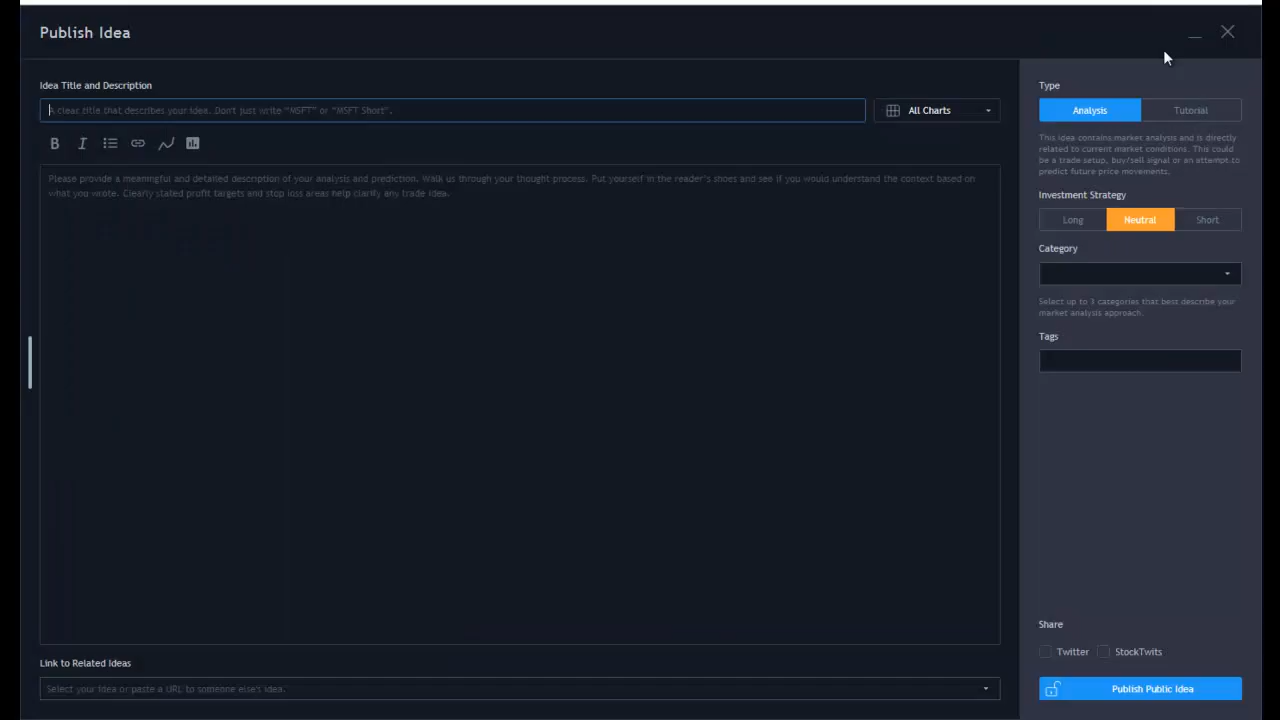 Publish Idea
Idea Title and Description
A clear title that describes your idea. Don't just write "MSFT" or "MSFT Short".
All Charts
B I
Please provide a meaningful and detailed description of your analysis and prediction. Walk us through your thought process. Put yourself in the reader's shoes and see if you would understand the context based on
what you wrote. Clearly stated profit targets and stop loss areas help clarify any trade idea.
Link to Related Ideas
Select your idea or paste a URL to someone else's idea.
Type
Analysis Tutorial
This idea contains market analysis and is directly
related to current market conditions. This could
be a trade setup, buy/sell signal or an attempt to
predict future price movements.
Investment Strategy
Long Neutral Short
Category
Select up to 3 categories that best describe your
market analysis approach.
Tags
Share
Twitter StockTwits
Publish Public Idea